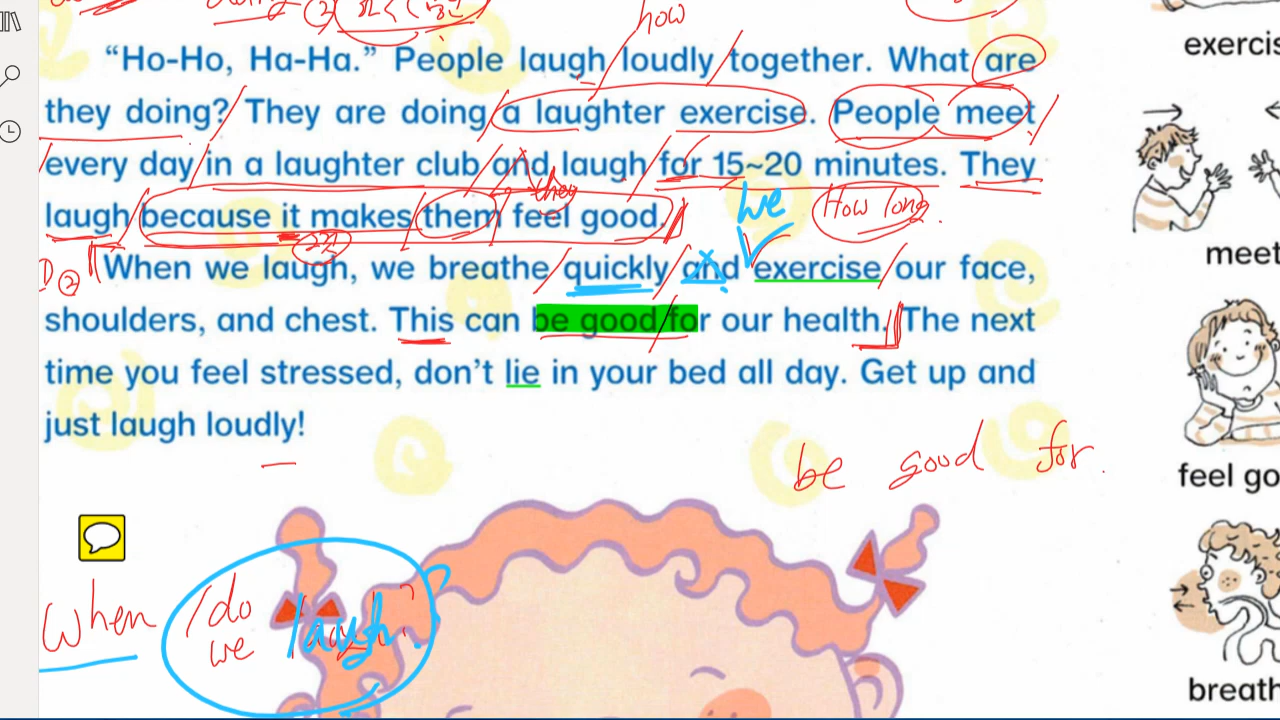 how
“Ho-Ho, Ha-Ha.” People laugh loudly together. What are
they doing? They are doing a laughter exercise. People meet
every day in a laughter club and laugh for 15~20 minutes. They
they
laugh because it makes them feel good.
we
How long.
When we laugh, we breathe quickly and exercise our face,
shoulders, and chest. This can be good for our health. The next
time you feel stressed, don’t lie in your bed all day. Get up and
just laugh loudly!
be good for.
When do we laugh?
exercis
meet
feel go
breath